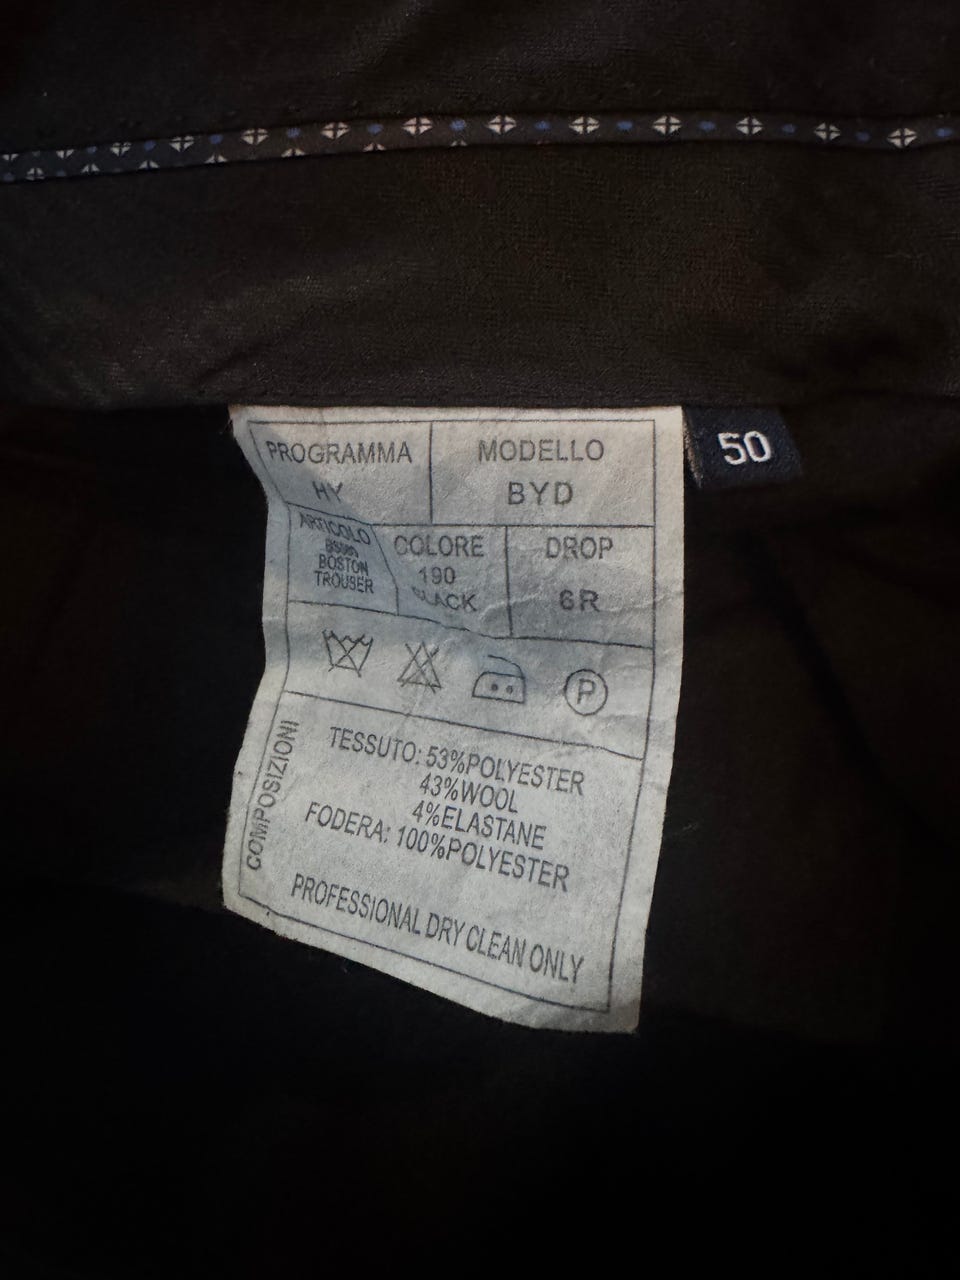 50
PROGRAMMA
HY
MODELLO
BYD
ARTICOLO
BOSTON
TROUSER
COLORE
190
BLACK
DROP
6R
P
COMPOSIZIONI
TESSUTO: 53%POLYESTER
43%WOOL
4%ELASTANE
FODERA: 100%POLYESTER
PROFESSIONAL DRY CLEAN ONLY